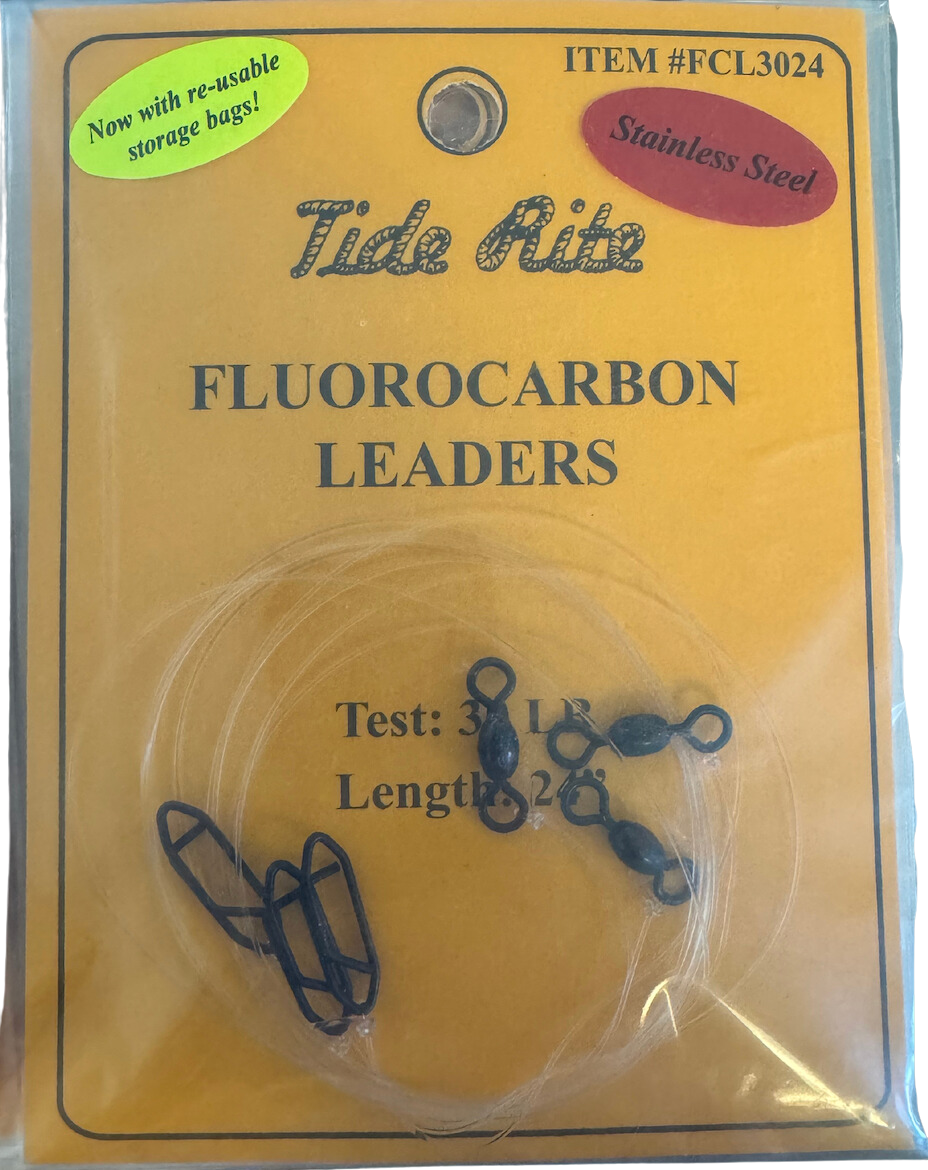 Now with re-usable
storage bags!
ITEM #FCL3024
Stainless Steel
Tide Rite
FLUOROCARBON
LEADERS
Test: LB
Length: 24"